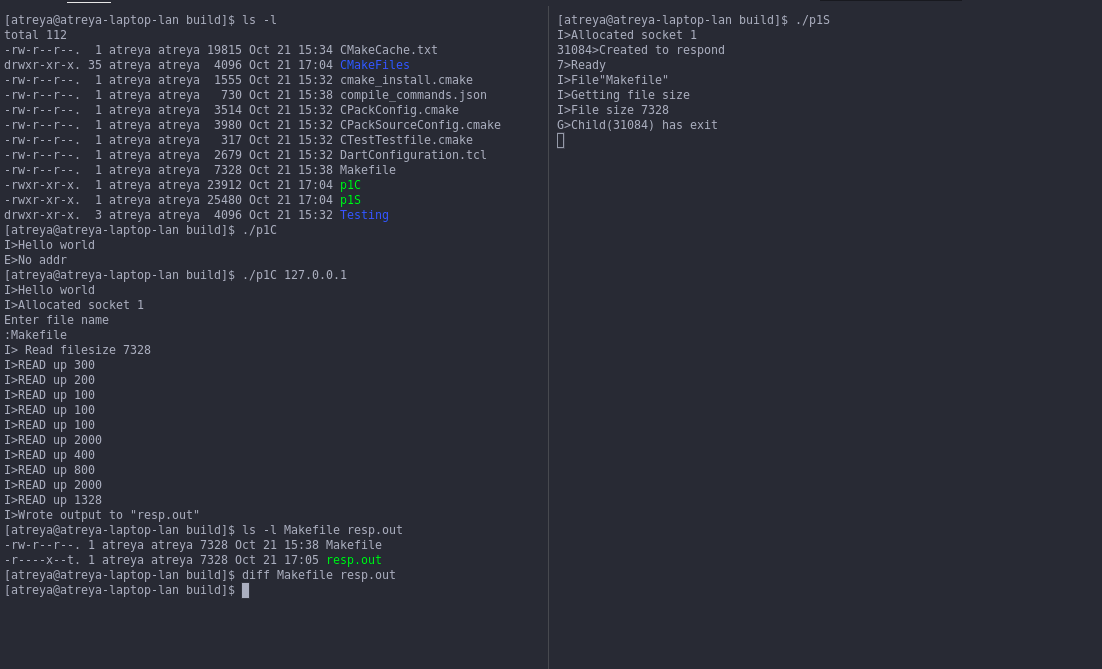 [atreya@atreya-laptop-lan build]$ ls -l
total 112
-rw-r--r--.  1 atreya atreya 19815 Oct 21 15:34 CMakeCache.txt
drwxr-xr-x. 35 atreya atreya  4096 Oct 21 17:04 CMakeFiles
-rw-r--r--.  1 atreya atreya  1555 Oct 21 15:32 cmake_install.cmake
-rw-r--r--.  1 atreya atreya   730 Oct 21 15:38 compile_commands.json
-rw-r--r--.  1 atreya atreya  3514 Oct 21 15:32 CPackConfig.cmake
-rw-r--r--.  1 atreya atreya  3980 Oct 21 15:32 CPackSourceConfig.cmake
-rw-r--r--.  1 atreya atreya   317 Oct 21 15:32 CTestTestfile.cmake
-rw-r--r--.  1 atreya atreya  2679 Oct 21 15:32 DartConfiguration.tcl
-rw-r--r--.  1 atreya atreya  7328 Oct 21 15:38 Makefile
-rwxr-xr-x.  1 atreya atreya 23912 Oct 21 17:04 p1C
-rwxr-xr-x.  1 atreya atreya 25480 Oct 21 17:04 p1S
drwxr-xr-x.  3 atreya atreya  4096 Oct 21 15:32 Testing
[atreya@atreya-laptop-lan build]$ ./p1C
I>Hello world
E>No addr
[atreya@atreya-laptop-lan build]$ ./p1C 127.0.0.1
I>Hello world
I>Allocated socket 1
Enter file name
:Makefile
I> Read filesize 7328
I>READ up 300
I>READ up 200
I>READ up 100
I>READ up 100
I>READ up 100
I>READ up 2000
I>READ up 400
I>READ up 800
I>READ up 2000
I>READ up 1328
I>Wrote output to "resp.out"
[atreya@atreya-laptop-lan build]$ ls -l Makefile resp.out
-rw-r--r--. 1 atreya atreya 7328 Oct 21 15:38 Makefile
-r----x--t. 1 atreya atreya 7328 Oct 21 17:05 resp.out
[atreya@atreya-laptop-lan build]$ diff Makefile resp.out
[atreya@atreya-laptop-lan build]$
[atreya@atreya-laptop-lan build]$ ./p1S
I>Allocated socket 1
31084>Created to respond
7>Ready
I>File"Makefile"
I>Getting file size
I>File size 7328
G>Child(31084) has exit